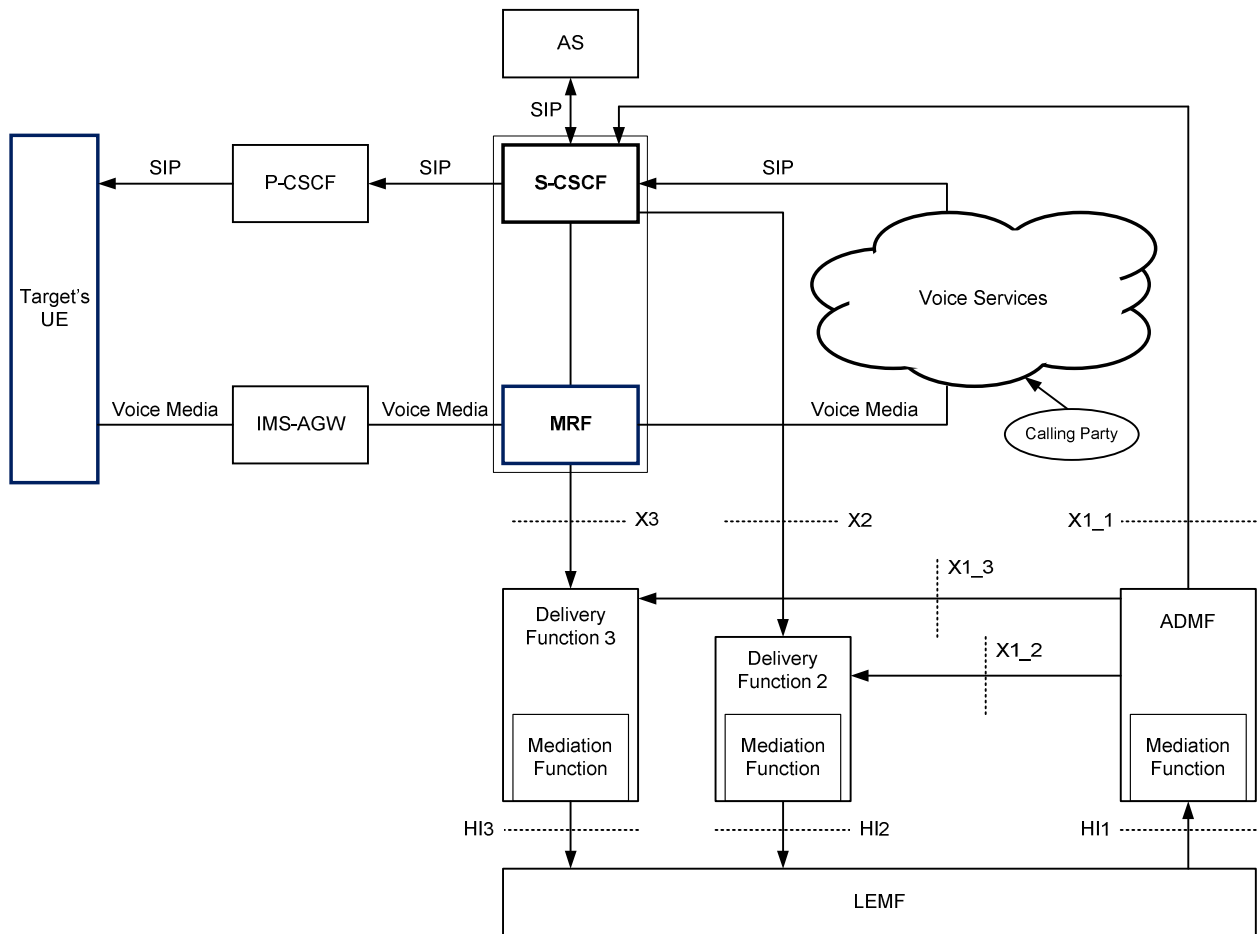 AS
SIP
SIP
SIP
SIP
P-CSCF
S-CSCF
Voice Services
Target's
UE
Voice Media
IMS-AGW
Voice Media
MRF
Voice Media
Calling Party
X3
X2
X1_1
X1_3
Delivery
Function 3
ADMF
X1_2
Delivery
Function 2
Mediation
Function
Mediation
Function
Mediation
Function
HI3
HI2
HI1
LEMF